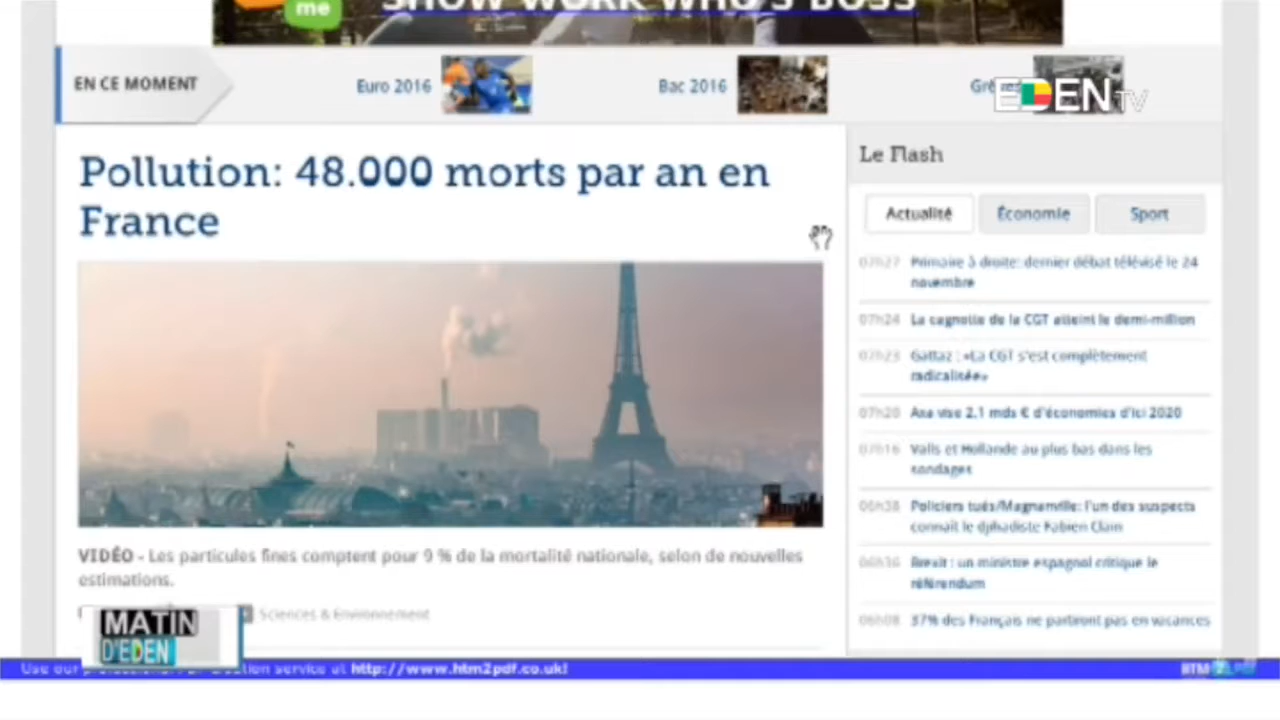 me
SHOW WORK WHO'S BOSS
EN CE MOMENT
Euro 2016
Bac 2016
EDEN TV
Pollution: 48.000 morts par an en
France
Le Flash
Actualité
Économie
Sport
07h27 Primaire à droite: dernier débat télévisé le 24
novembre
07h24 La cagnotte de la CGT atteint le demi-million
07h23 Gattaz : «La CGT s'est complètement
radicalisée»
07h20 Axa vise 2,1 mds € d'économies d'ici 2020
07h16 Valls et Hollande au plus bas dans les
sondages
06h38 Policiers tués/Magnanville: l'un des suspects
connaît le djihadiste Fabien Clain
06h36 Brexit : un ministre espagnol critique le
référendum
06h08 37% des Français ne partiront pas en vacances
VIDÉO - Les particules fines comptent pour 9 % de la mortalité nationale, selon de nouvelles
estimations.
Sciences & Environnement
MATIN
D'EDEN
Use our service at http://www.htm2pdf.co.uk!